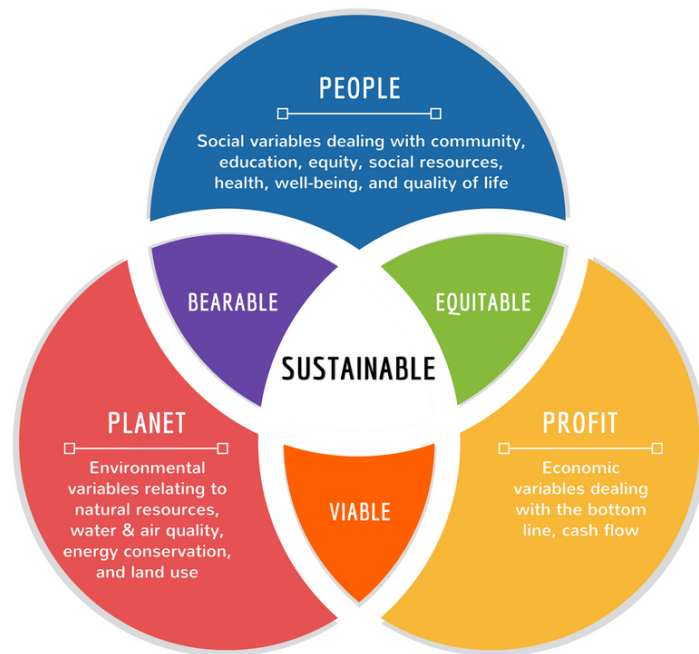 PEOPLE
Social variables dealing with community,
education, equity, social resources,
health, well-being, and quality of life
BEARABLE
EQUITABLE
SUSTAINABLE
PLANET
Environmental
variables relating to
natural resources,
water & air quality,
energy conservation,
and land use
PROFIT
Economic
variables dealing
with the bottom
line, cash flow
VIABLE